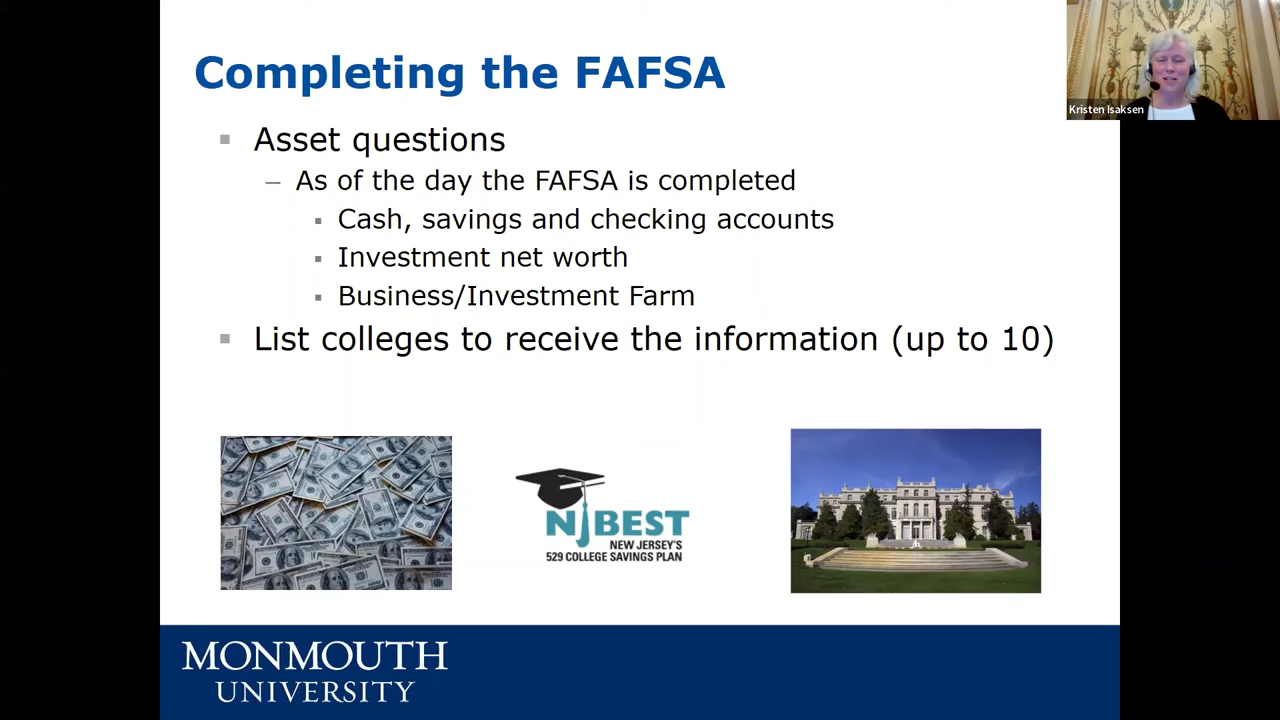 Completing the FAFSA
Kristen Isaksen
Asset questions
– As of the day the FAFSA is completed
Cash, savings and checking accounts
Investment net worth
Business/Investment Farm
List colleges to receive the information (up to 10)
NJBEST
NEW JERSEY'S
529 COLLEGE SAVINGS PLAN
MONMOUTH
UNIVERSITY